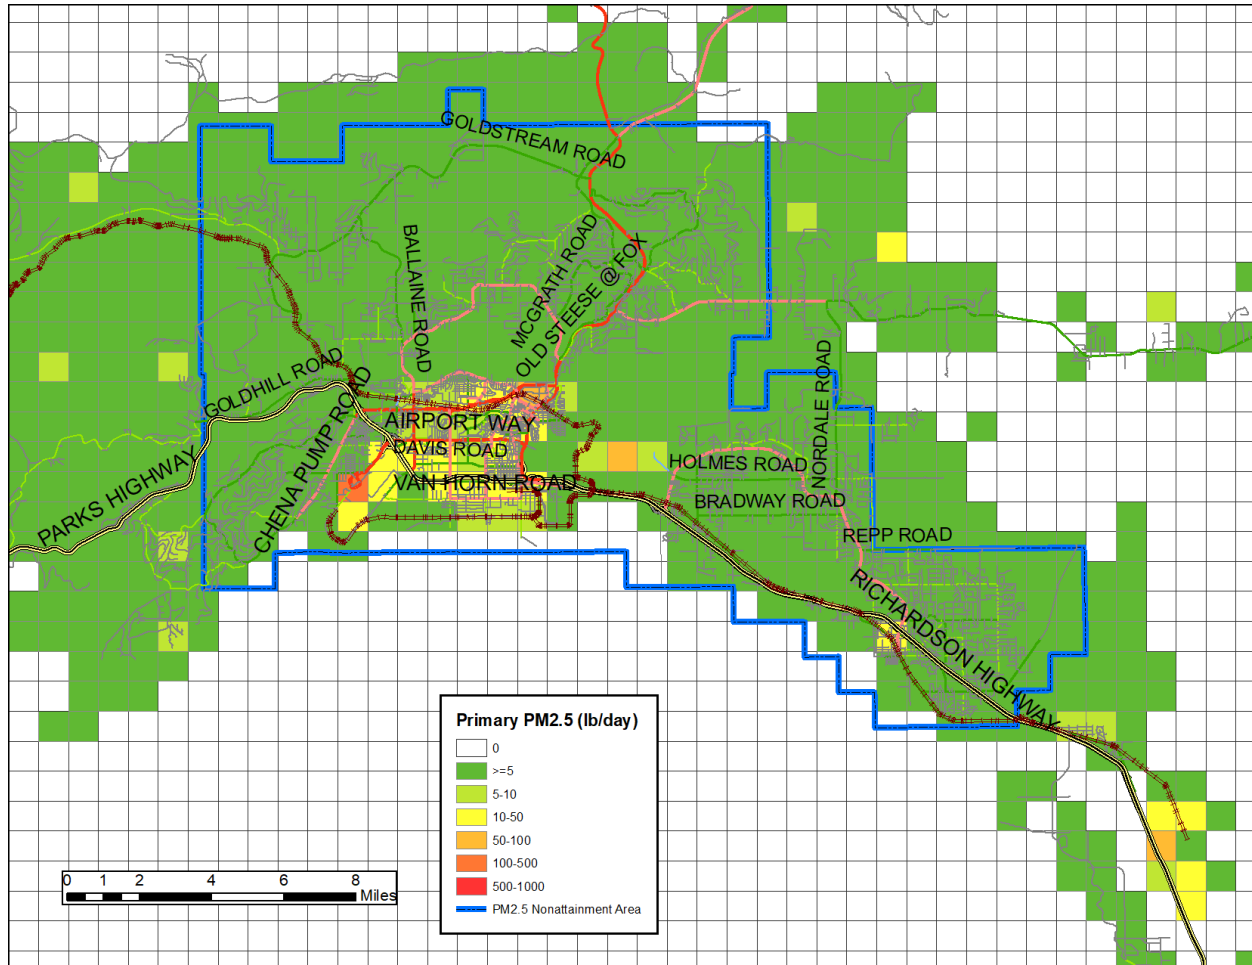 GOLDSTREAM ROAD
BALLAINE ROAD
MCGRATH ROAD
OLD STEESE @ FOX
GOLDHILL ROAD
CHENA PUMP ROAD
AIRPORT WAY
DAVIS ROAD
VAN HORN ROAD
PARKS HIGHWAY
HOLMES ROAD
BRADWAY ROAD
NORDALE ROAD
REPP ROAD
RICHARDSON HIGHWAY
Primary PM2.5 (lb/day)
0
>=5
5-10
10-50
50-100
100-500
500-1000
PM2.5 Nonattainment Area
0 1 2 4 6 8
Miles